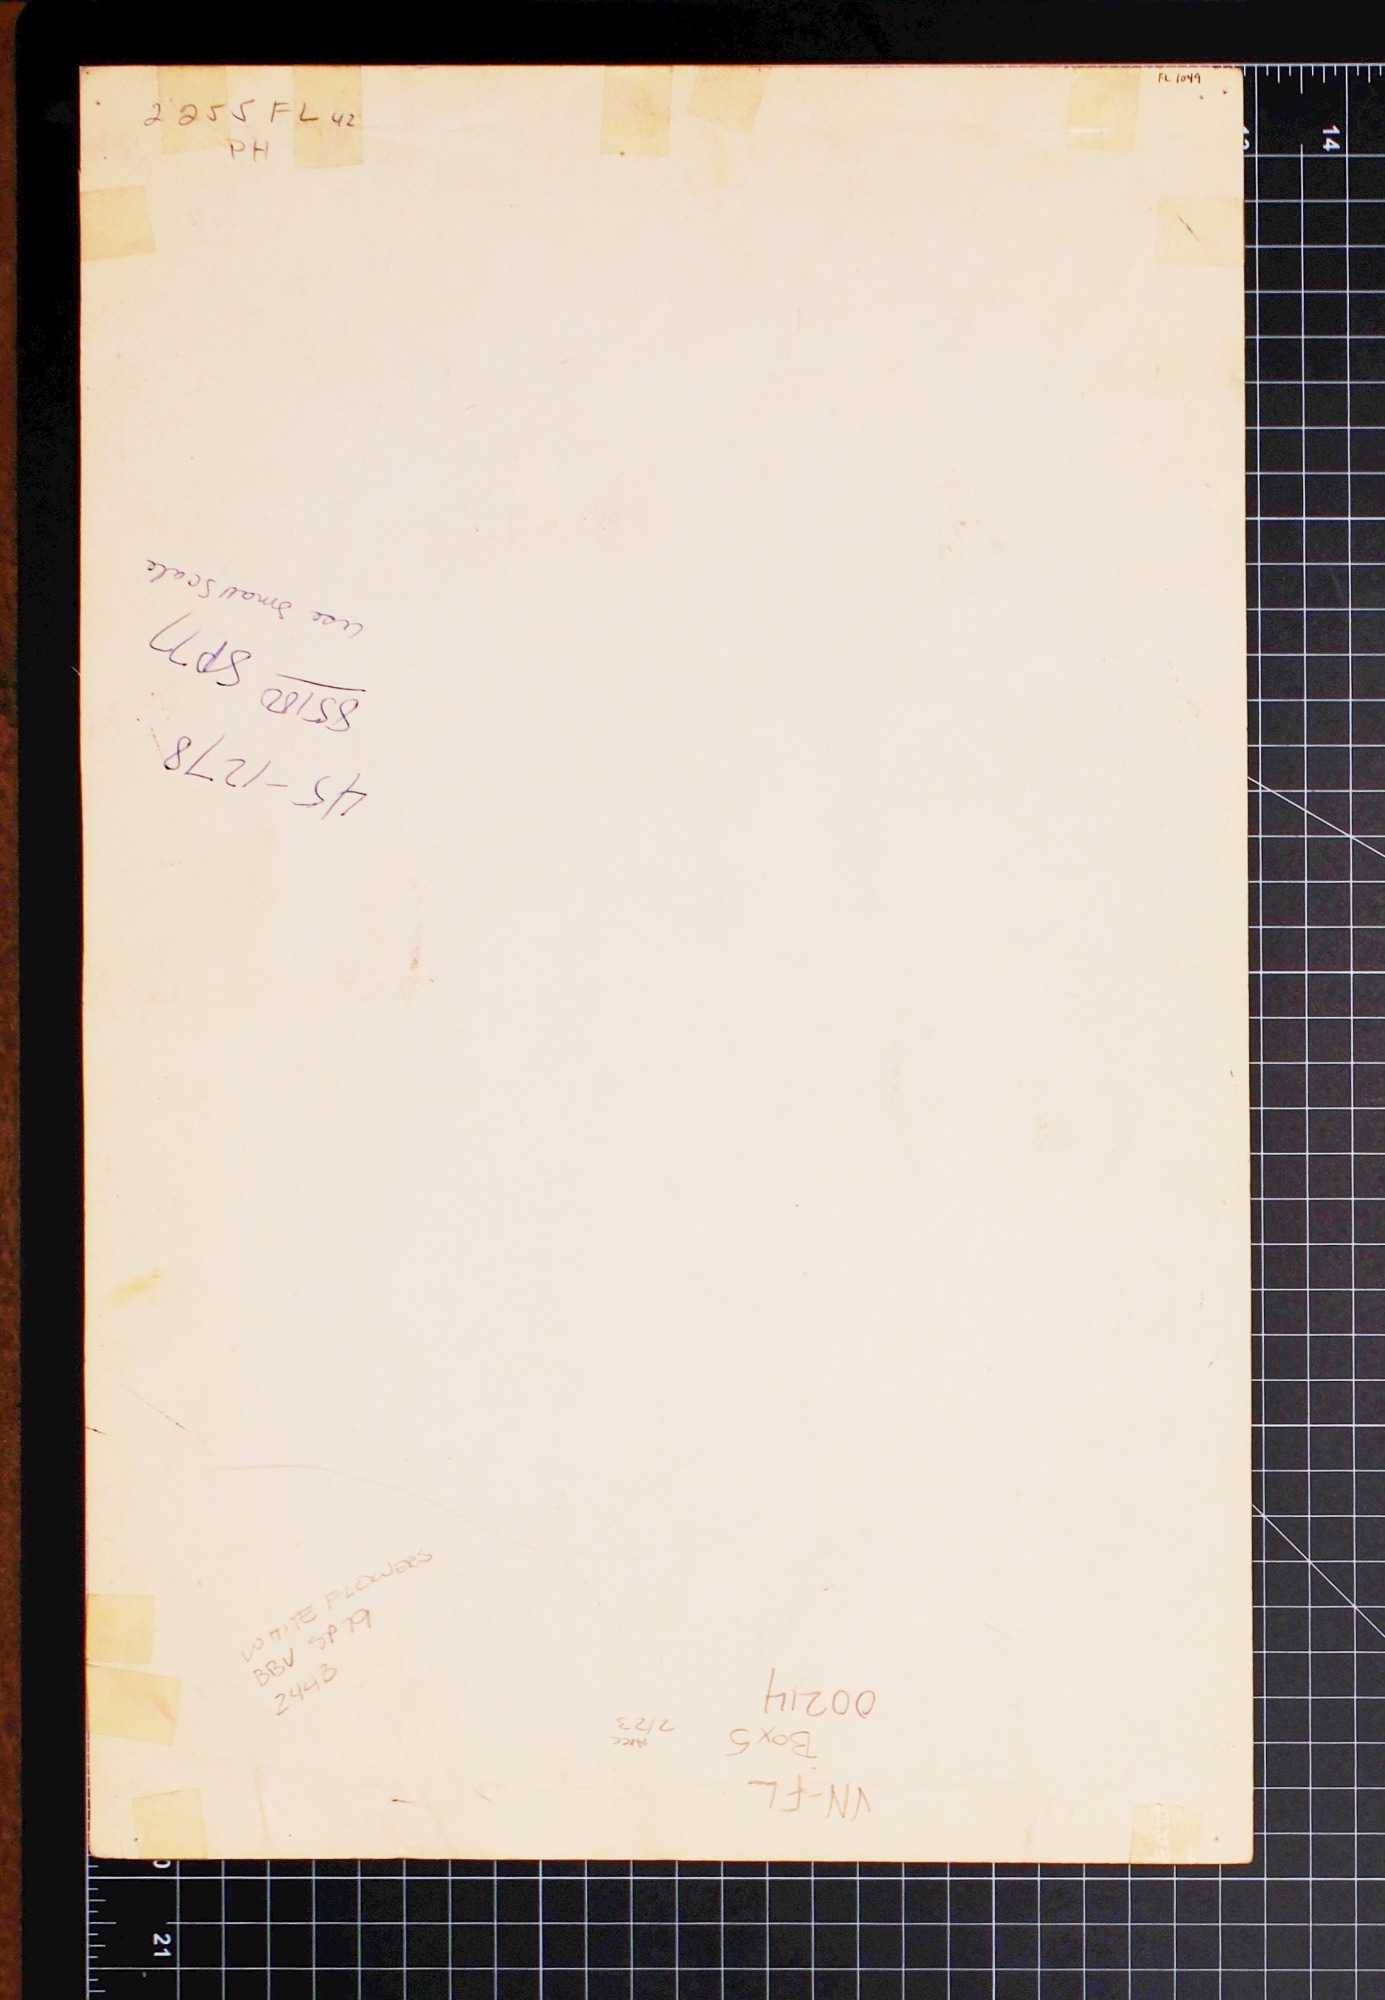 2255 FL 42
PH
FL 1049
use small scale
SP77
85180
45-1278
WHITE FLOWERS
BBV SP79
2443
VN-FL
Box 5
00214
2/23
14
21